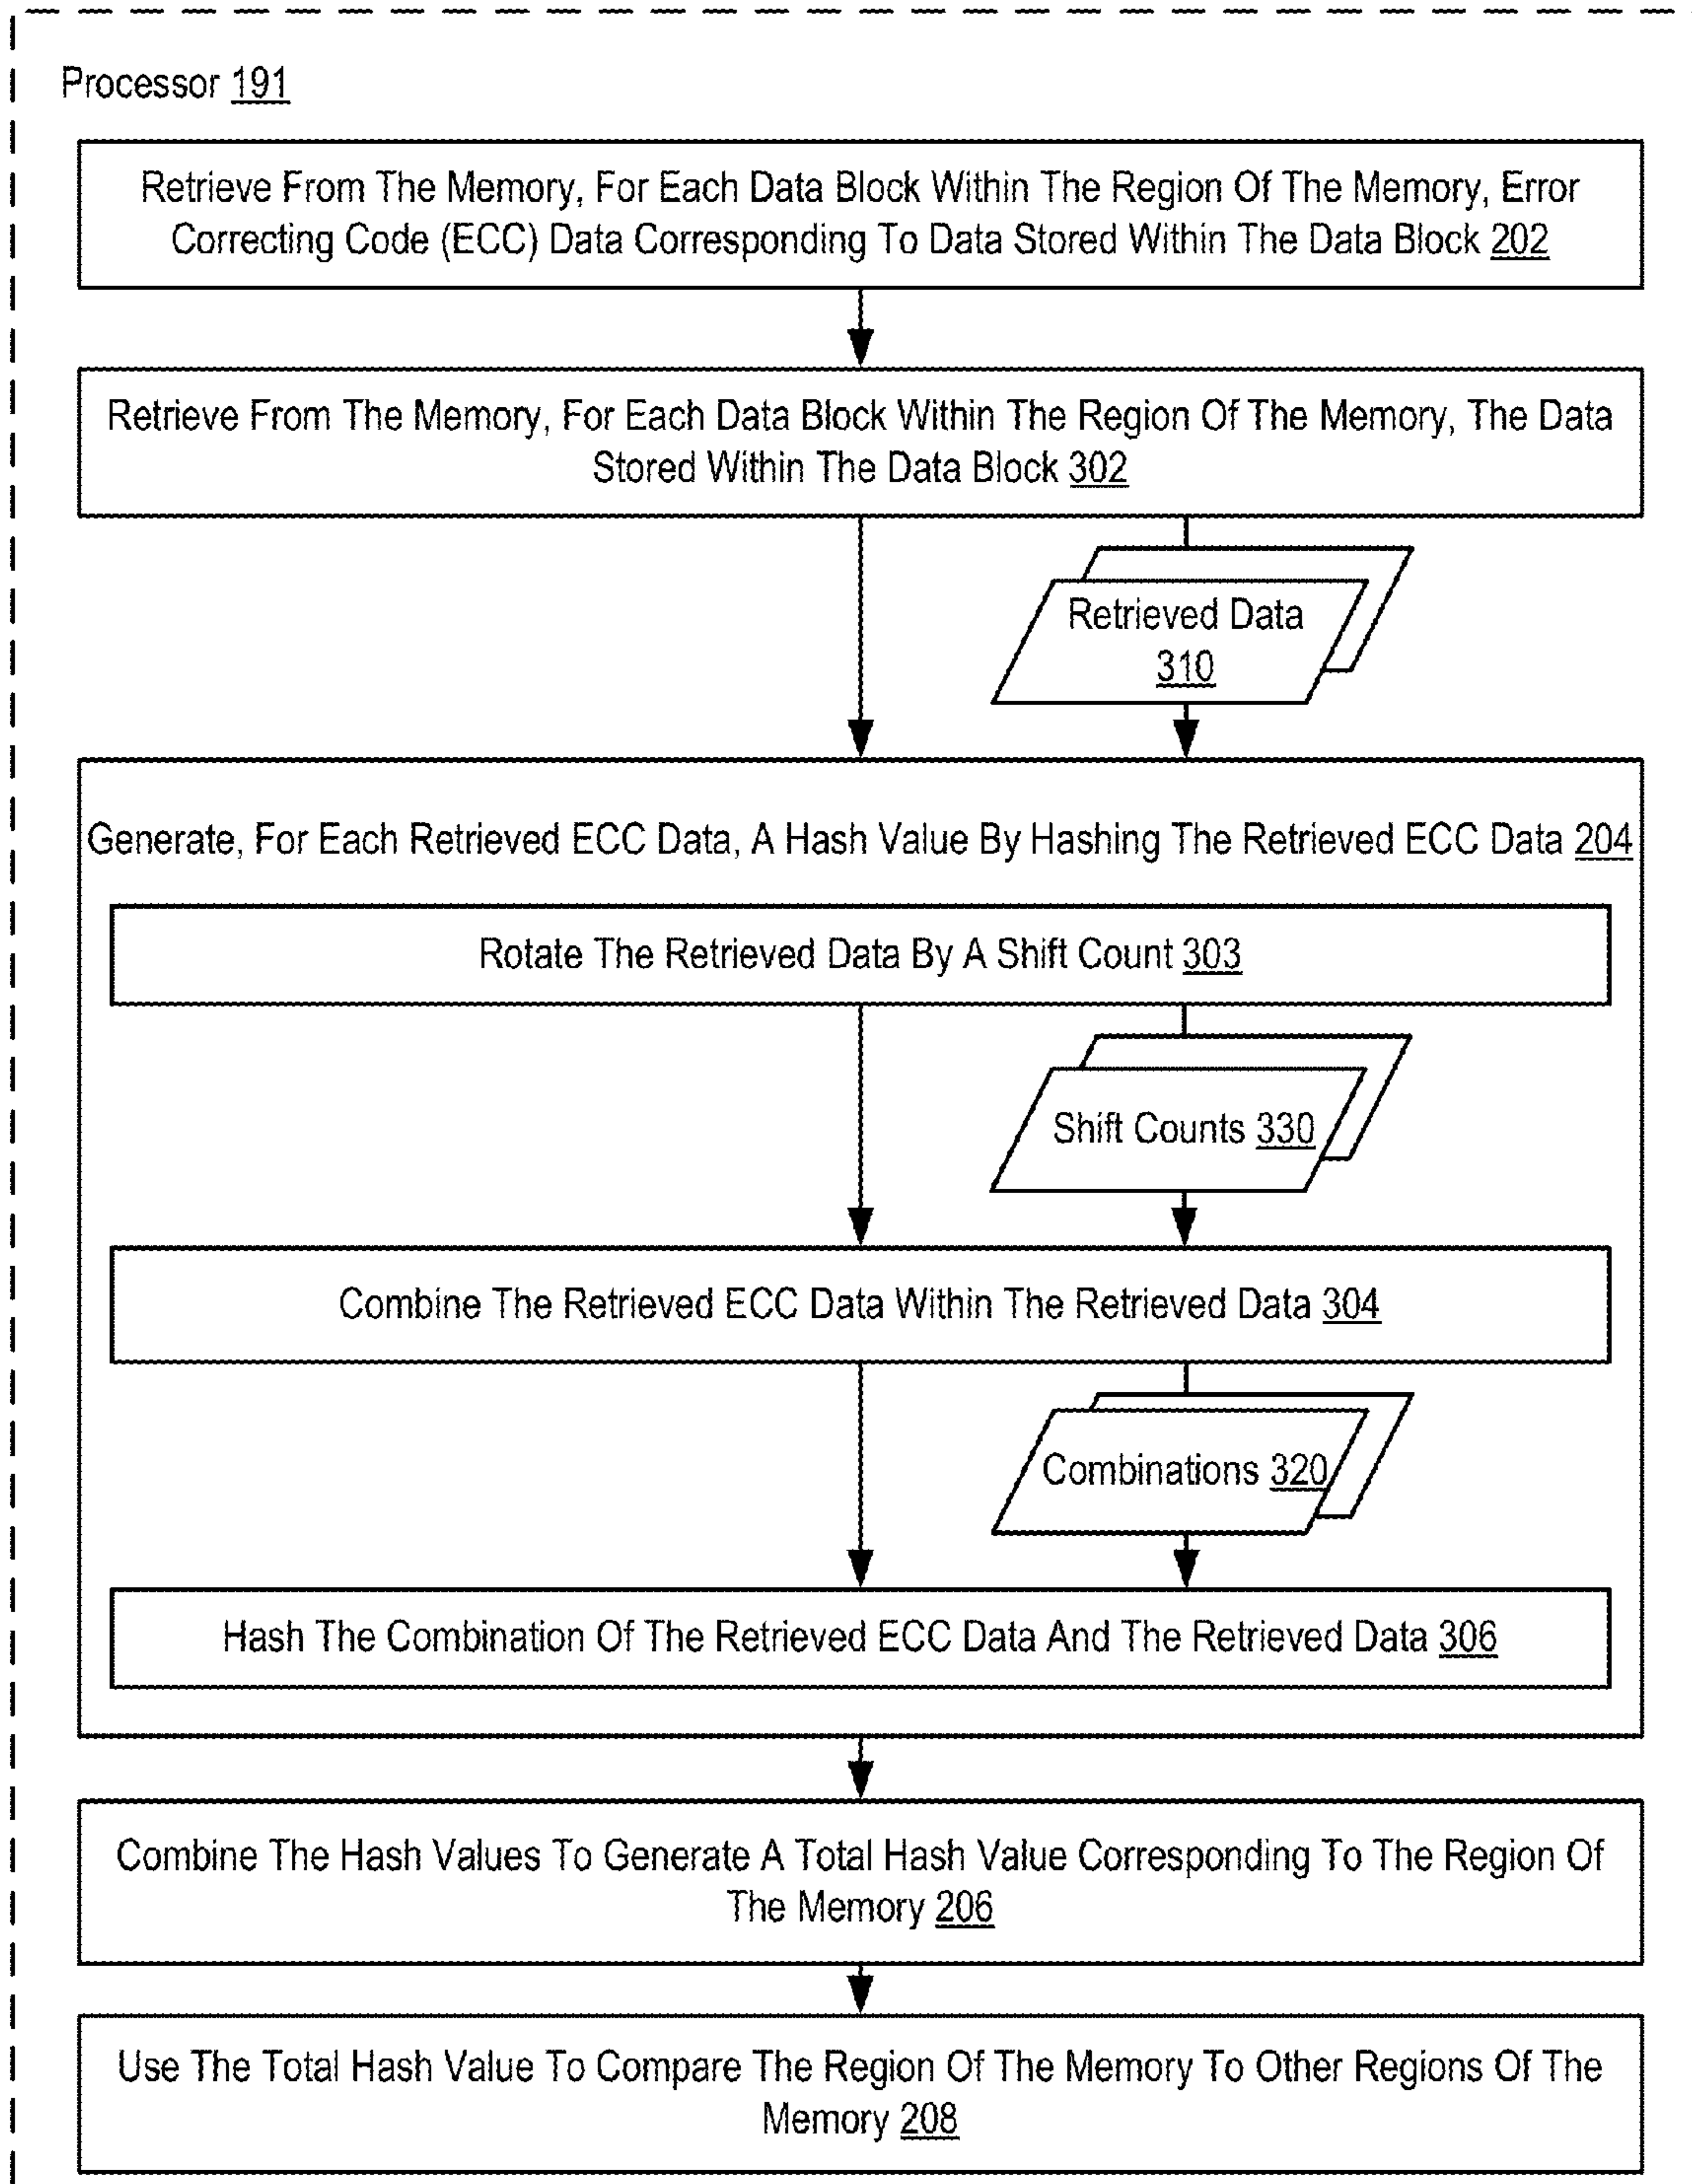 Processor 191
Retrieve From The Memory, For Each Data Block Within The Region Of The Memory, Error
Correcting Code (ECC) Data Corresponding To Data Stored Within The Data Block 202
Retrieve From The Memory, For Each Data Block Within The Region Of The Memory, The Data
Stored Within The Data Block 302
Retrieved Data
310
Generate, For Each Retrieved ECC Data, A Hash Value By Hashing The Retrieved ECC Data 204
Rotate The Retrieved Data By A Shift Count 303
Shift Counts 330
Combine The Retrieved ECC Data Within The Retrieved Data 304
Combinations 320
Hash The Combination Of The Retrieved ECC Data And The Retrieved Data 306
Combine The Hash Values To Generate A Total Hash Value Corresponding To The Region Of
The Memory 206
Use The Total Hash Value To Compare The Region Of The Memory To Other Regions Of The
Memory 208